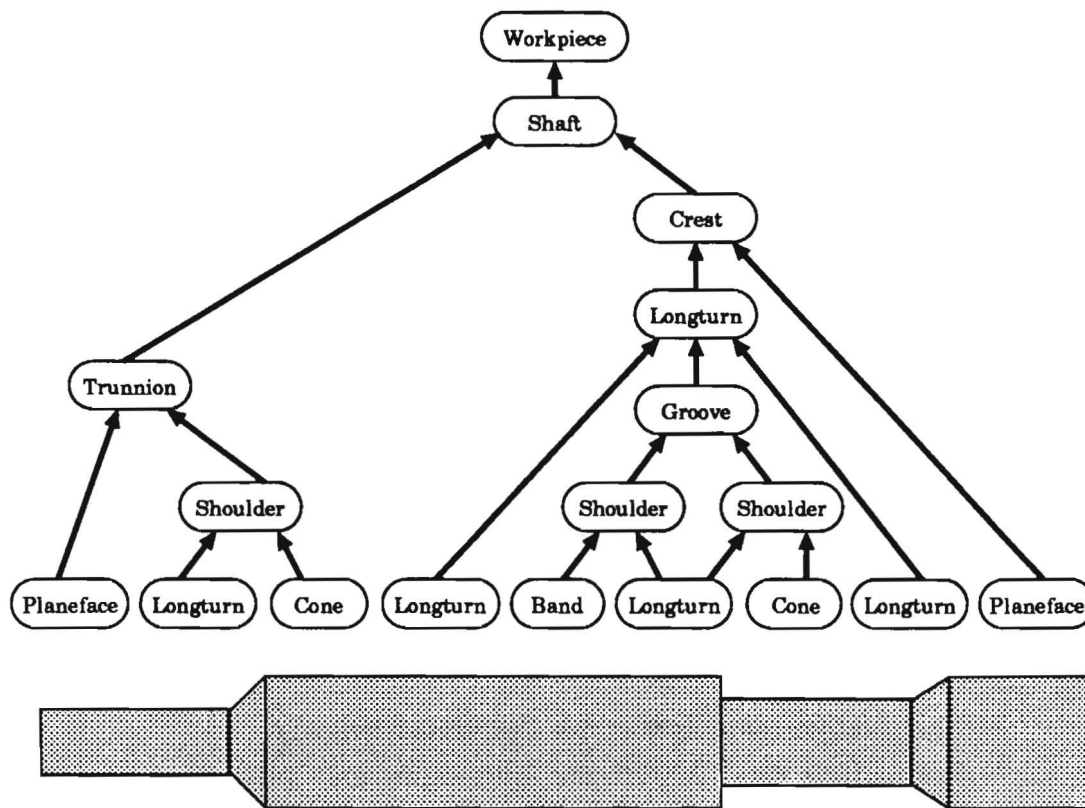 Workpiece
Shaft
Crest
Longturn
Trunnion
Groove
Shoulder Shoulder Shoulder
Planeface Longturn Cone Longturn Band Longturn Cone Longturn Planeface